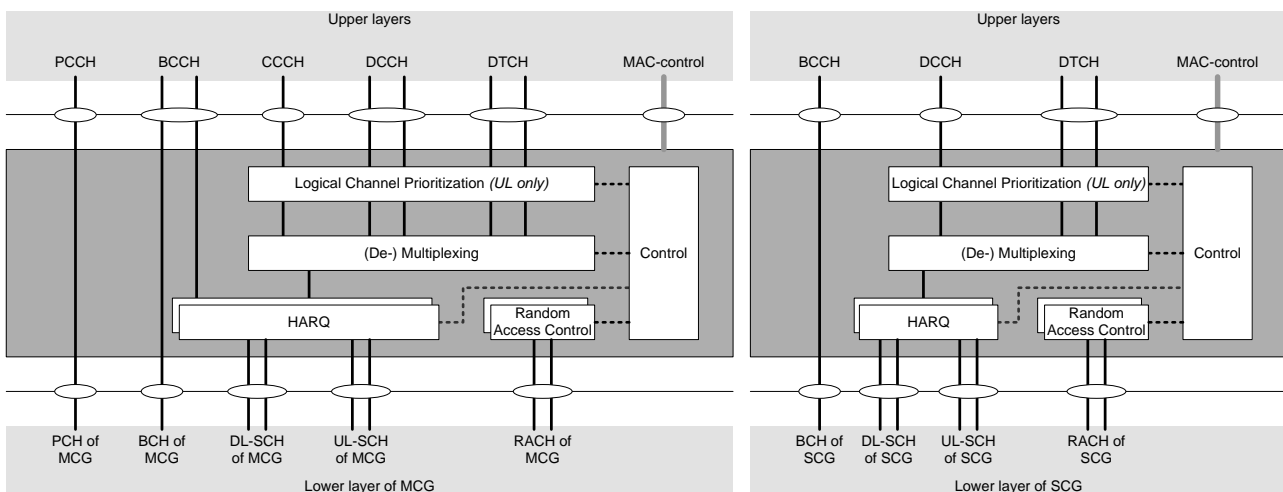 Upper layers
PCCH BCCH CCCH DCCH DTCH MAC-control
Logical Channel Prioritization (UL only)
(De-) Multiplexing
Control
HARQ
Random
Access Control
PCH of
MCG
BCH of
MCG
DL-SCH
of MCG
UL-SCH
of MCG
RACH of
MCG
Lower layer of MCG
Upper layers
BCCH DCCH DTCH MAC-control
Logical Channel Prioritization (UL only)
(De-) Multiplexing
Control
HARQ
Random
Access Control
BCH of
SCG
DL-SCH
of SCG
UL-SCH
of SCG
RACH of
SCG
Lower layer of SCG